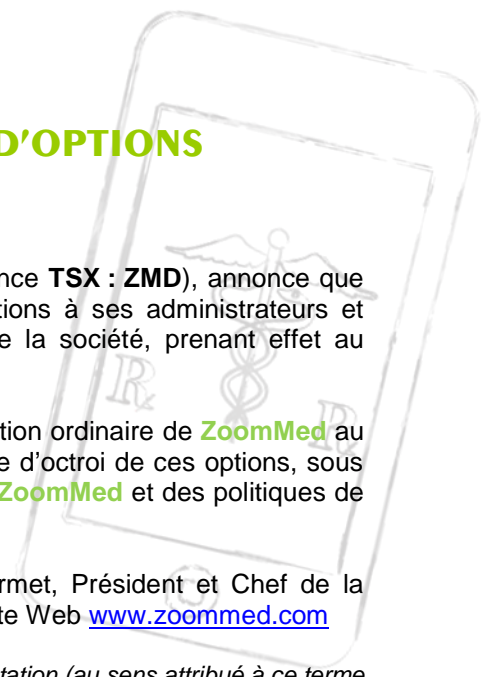 D'OPTIONS
nce TSX : ZMD), annonce que
tions à ses administrateurs et
e la société, prenant effet au
tion ordinaire de ZoomMed au
e d'octroi de ces options, sous
ZoomMed et des politiques de
rmet, Président et Chef de la
te Web www.zoommed.com
tation (au sens attribué à ce terme